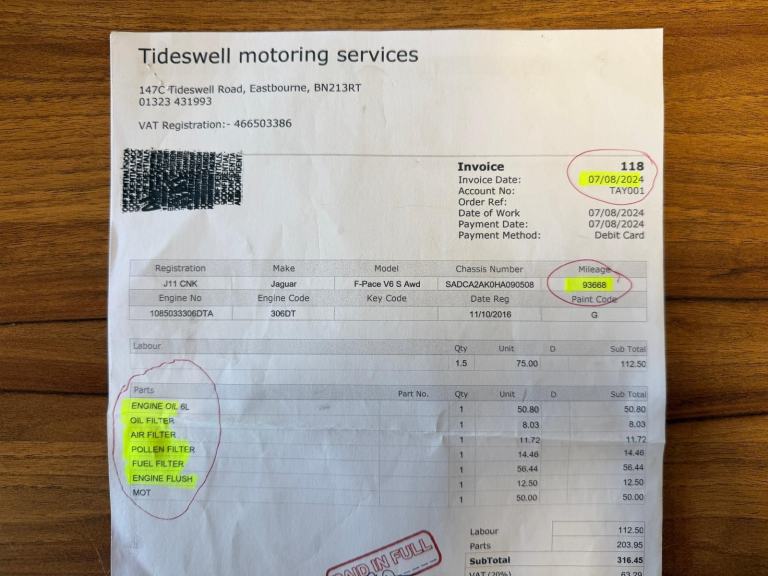 Tideswell motoring services
147C Tideswell Road, Eastbourne, BN213RT
01323 431993
VAT Registration:- 466503386
Invoice 118
Invoice Date: 07/08/2024
Account No: TAY001
Order Ref:
Date of Work 07/08/2024
Payment Date: 07/08/2024
Payment Method: Debit Card
Registration Make Model Chassis Number Mileage
J11 CNK Jaguar F-Pace V6 S Awd SADCA2AK0HA090508 93668
Engine No Engine Code Key Code Date Reg Paint Code
1085033306DTA 306DT 11/10/2016 G
Labour Qty Unit D Sub Total
1.5 75.00 112.50
Parts Part No. Qty Unit D Sub Total
ENGINE OIL 6L 1 50.80 50.80
OIL FILTER 1 8.03 8.03
AIR FILTER 1 11.72 11.72
POLLEN FILTER 1 14.46 14.46
FUEL FILTER 1 56.44 56.44
ENGINE FLUSH 1 12.50 12.50
MOT 1 50.00 50.00
Labour 112.50
Parts 203.95
SubTotal 316.45
VAT (20%) 63.29
PAID IN FULL